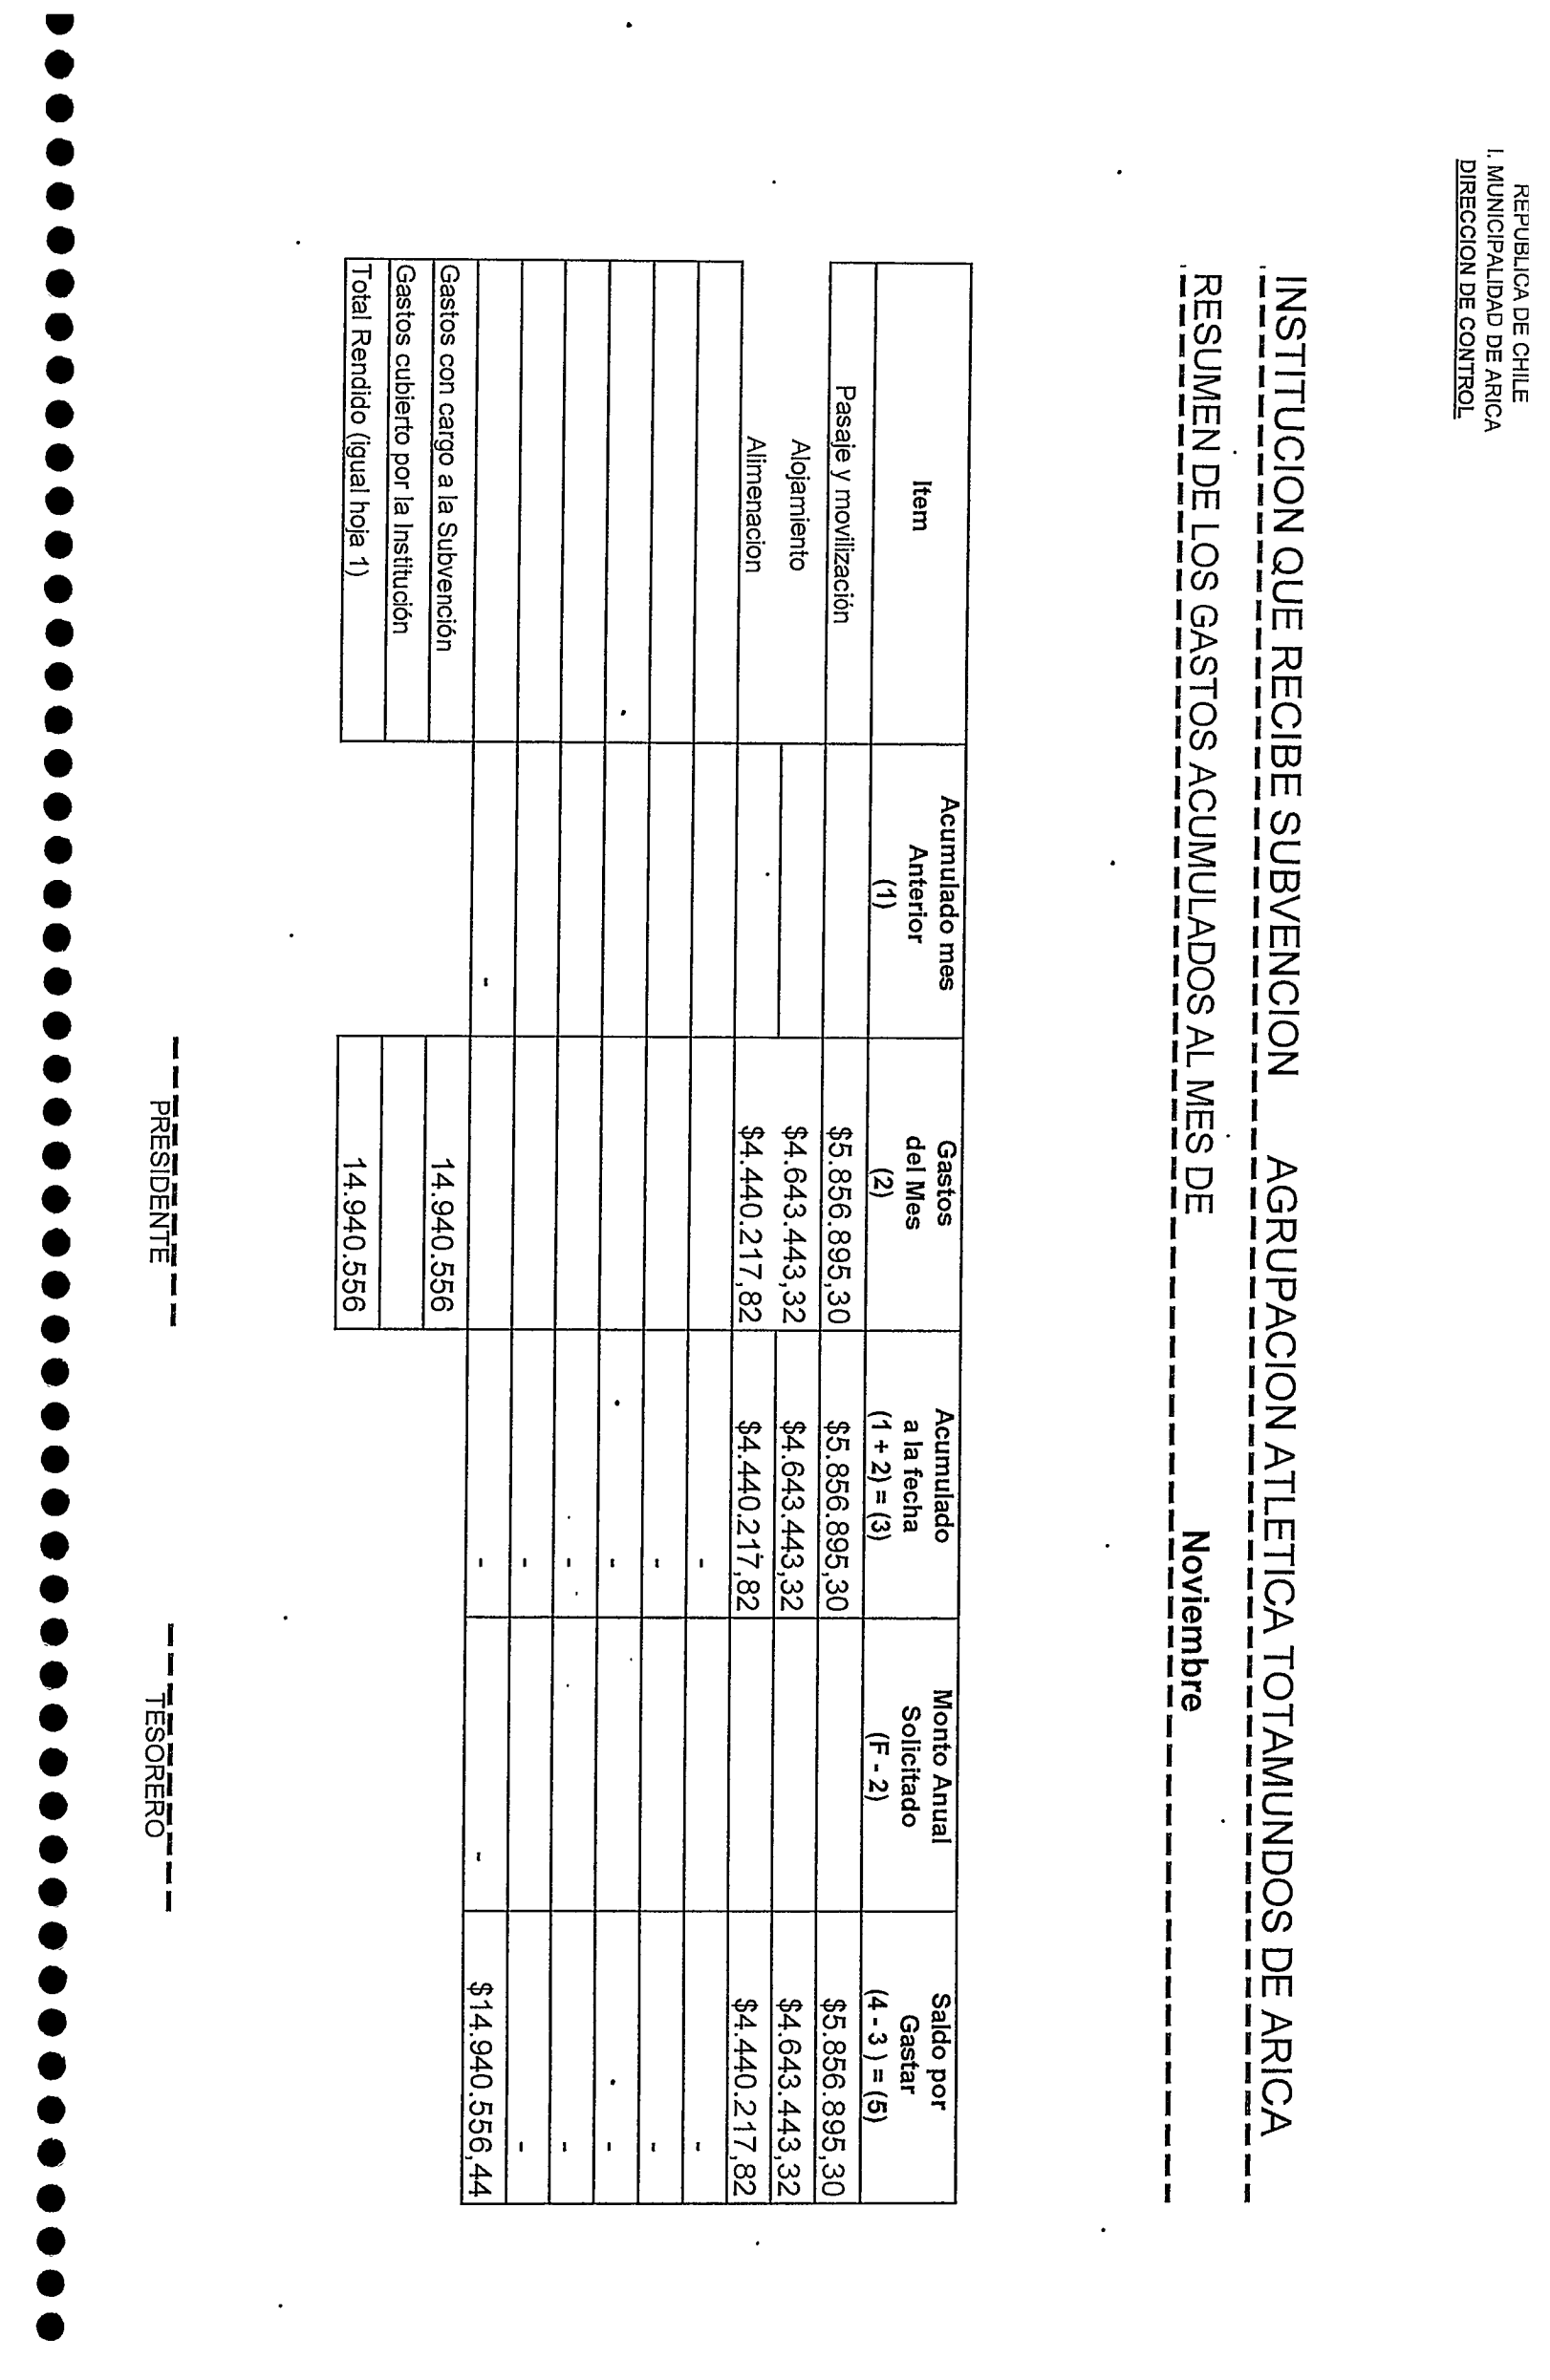 REPUBLICA DE CHILE
I. MUNICIPALIDAD DE ARICA
DIRECCION DE CONTROL
INSTITUCION QUE RECIBE SUBVENCION AGRUPACION ATLETICA TOTAMUNDOS DE ARICA
RESUMEN DE LOS GASTOS ACUMULADOS AL MES DE Noviembre
Item
Acumulado mes
Anterior
(1)
Gastos
del Mes
(2)
Acumulado
a la fecha
(1 + 2) = (3)
Monto Anual
Solicitado
(F - 2)
Saldo por
Gastar
(4 - 3 ) = (5)
Pasaje y movilización $5.856.895,30 $5.856.895,30 $5.856.895,30
Alojamiento $4.643.443,32 $4.643.443,32 $4.643.443,32
Alimenacion $4.440.217,82 $4.440.217,82 $4.440.217,82
- -
- -
- -
- -
- -
- - - $14.940.556,44
Gastos con cargo a la Subvención 14.940.556
Gastos cubierto por la Institución
Total Rendido (igual hoja 1) 14.940.556
PRESIDENTE TESORERO